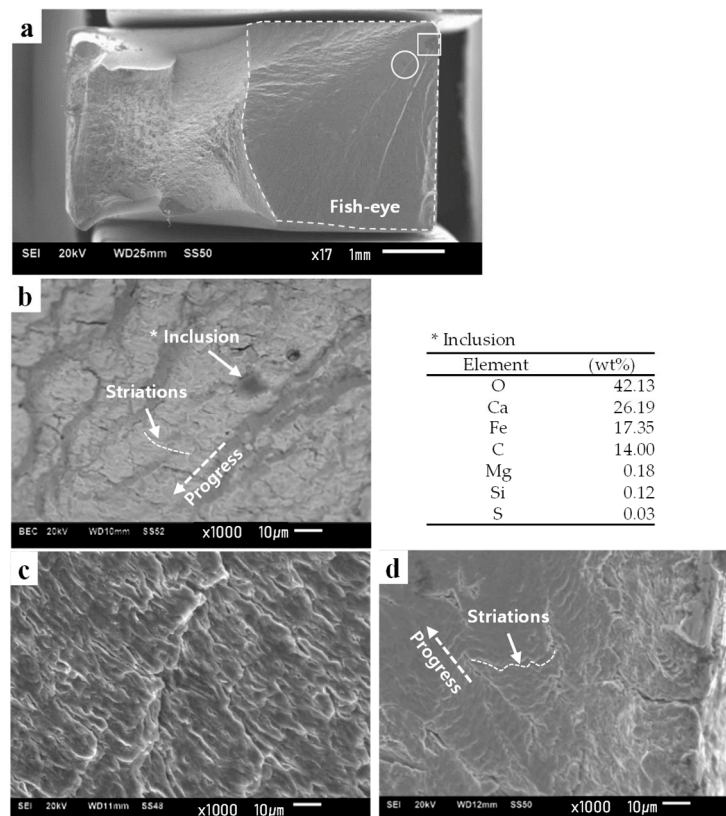 a
Fish-eye
SEI 20kV WD25mm SS50 x17 1mm
b
* Inclusion
Striations
Progress
BEC 20kV WD10mm SS52 x1000 10μm
* Inclusion
Element (wt%)
O 42.13
Ca 26.19
Fe 17.35
C 14.00
Mg 0.18
Si 0.12
S 0.03
c
SEI 20kV WD11mm SS48 x1000 10μm
d
Striations
Progress
SEI 20kV WD12mm SS50 x1000 10μm